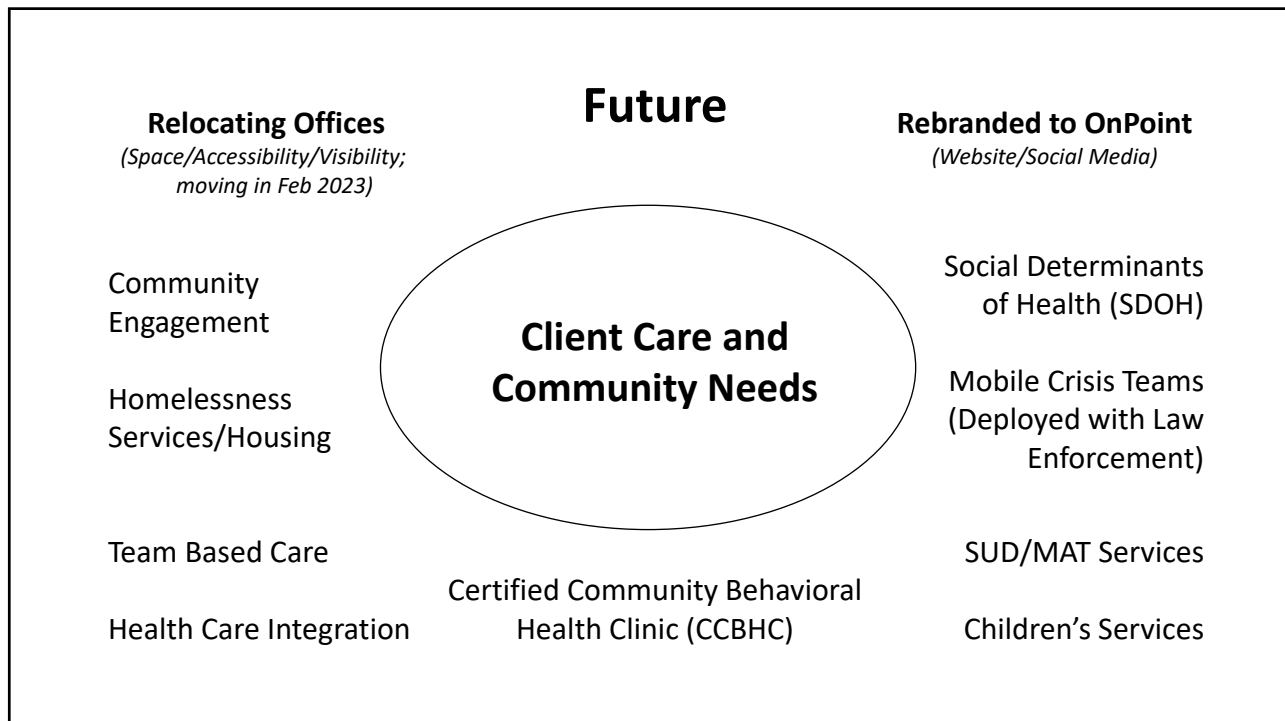 Future
Relocating Offices
(Space/Accessibility/Visibility;
moving in Feb 2023)
Rebranded to OnPoint
(Website/Social Media)
Community
Engagement
Homelessness
Services/Housing
Team Based Care
Health Care Integration
Client Care and
Community Needs
Certified Community Behavioral
Health Clinic (CCBHC)
Social Determinants
of Health (SDOH)
Mobile Crisis Teams
(Deployed with Law
Enforcement)
SUD/MAT Services
Children’s Services